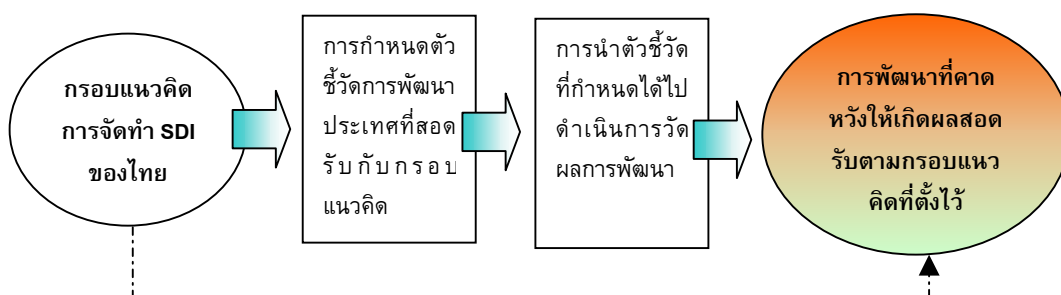 กรอบแนวคิด
การจัดทำ SDI
ของไทย
การกำหนดตัว
ชี้วัดการพัฒนา
ประเทศที่สอด
รับกับกรอบ
แนวคิด
การนำตัวชี้วัด
ที่กำหนดได้ไป
ดำเนินการวัด
ผลการพัฒนา
การพัฒนาที่คาด
หวังให้เกิดผลสอด
รับตามกรอบแนว
คิดที่ตั้งไว้